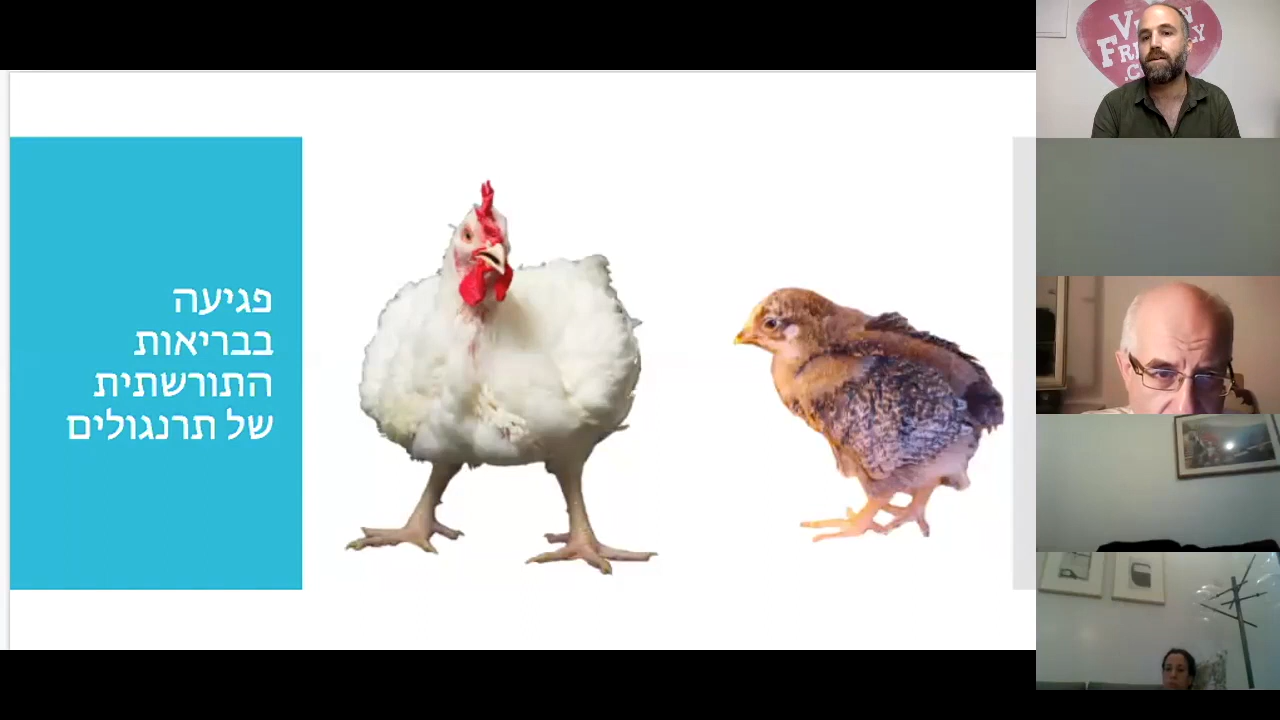 פגיעה
בבריאות
התורשתית
של תרנגולים